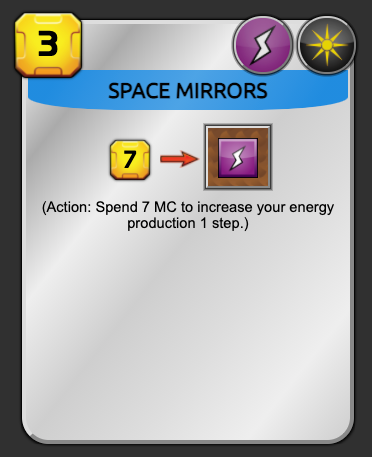 3
SPACE MIRRORS
7
(Action: Spend 7 MC to increase your energy
production 1 step.)